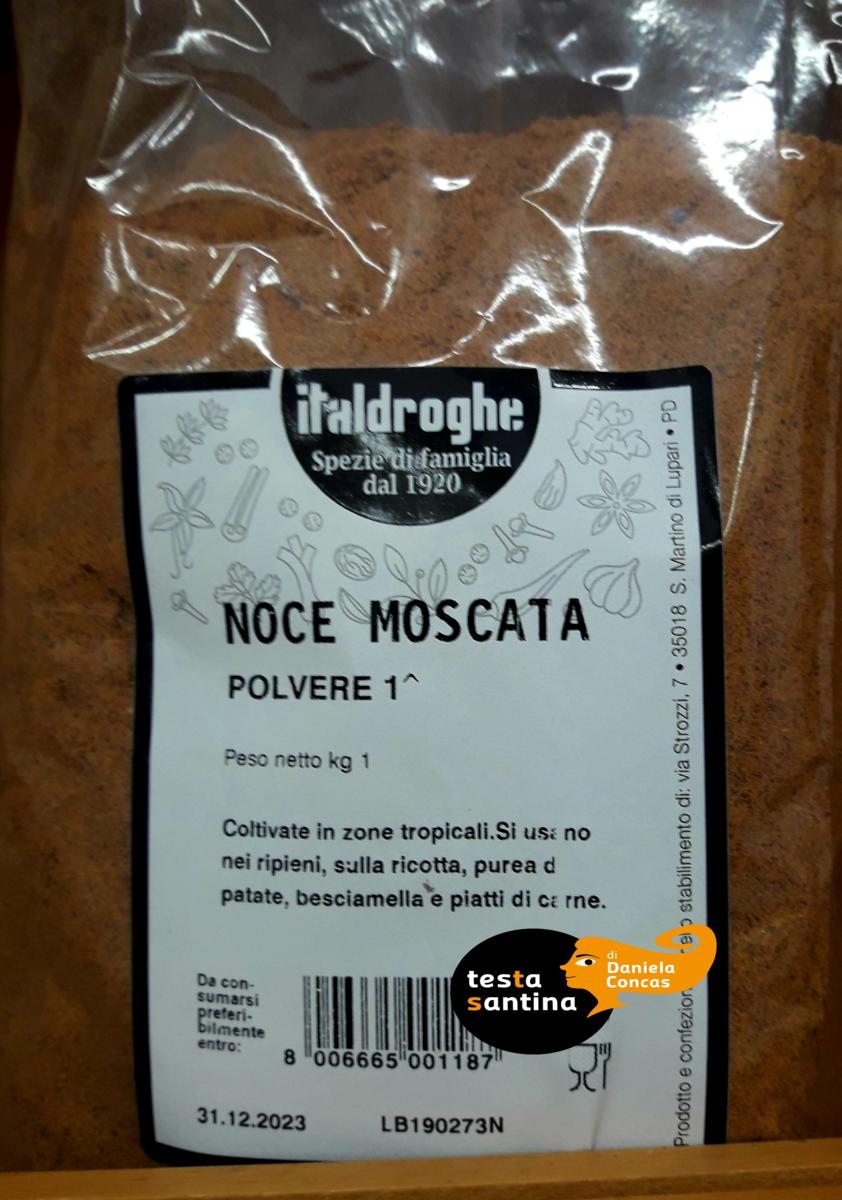 italdroghe
Spezie di famiglia
dal 1920
NOCE MOSCATA
POLVERE 1^
Peso netto kg 1
Coltivate in zone tropicali.Si usano
nei ripieni, sulla ricotta, purea d
patate, besciamella e piatti di carne.
Da con-
sumarsi
preferi-
bilmente
entro:
8 006665 001187
31.12.2023
LB190273N
Prodotto e confezion stabilimento di: via Strozzi, 7 • 35018 S. Martino di Lupari • PD
testa
santina
di
Daniela
Concas